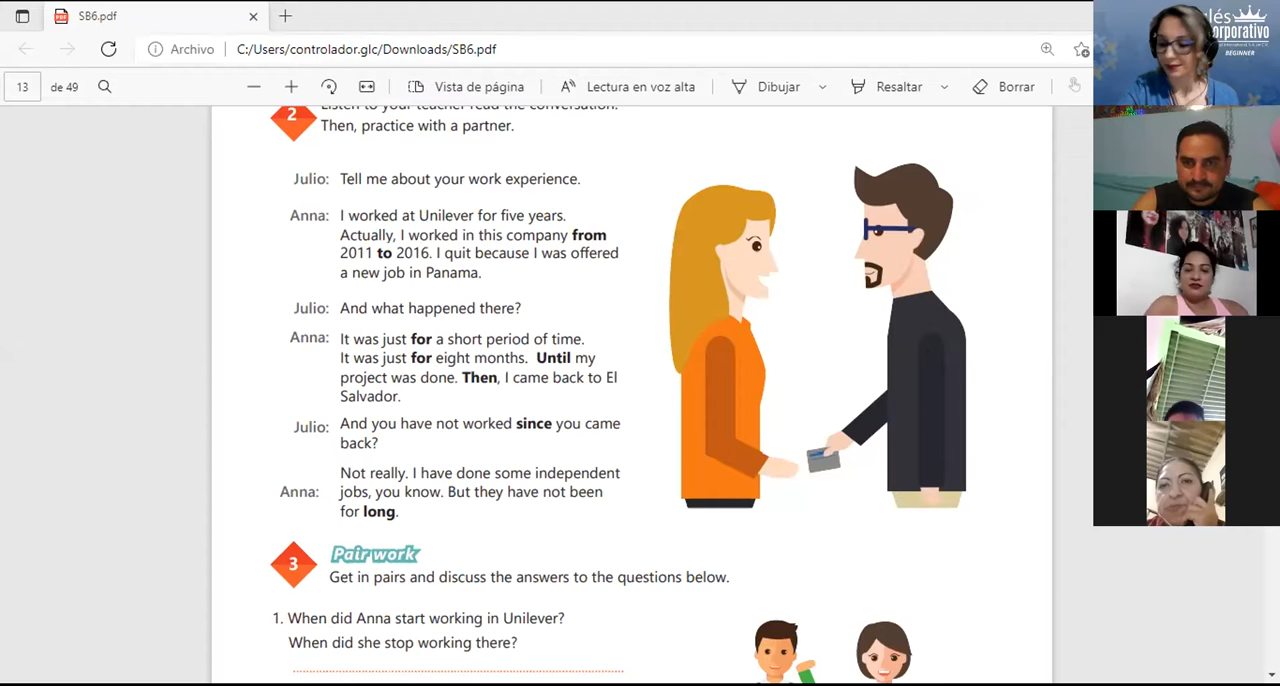 SB6.pdf
Archivo
C:/Users/controlador.glc/Downloads/SB6.pdf
13
de 49
Vista de página
Lectura en voz alta
Dibujar
Resaltar
Borrar
2
Listen to your teacher read the conversation.
Then, practice with a partner.
Julio: Tell me about your work experience.
Anna: I worked at Unilever for five years.
Actually, I worked in this company from
2011 to 2016. I quit because I was offered
a new job in Panama.
Julio: And what happened there?
Anna: It was just for a short period of time.
It was just for eight months. Until my
project was done. Then, I came back to El
Salvador.
Julio: And you have not worked since you came
back?
Not really. I have done some independent
Anna: jobs, you know. But they have not been
for long.
3
Pair work
Get in pairs and discuss the answers to the questions below.
1. When did Anna start working in Unilever?
When did she stop working there?
BEGINNER